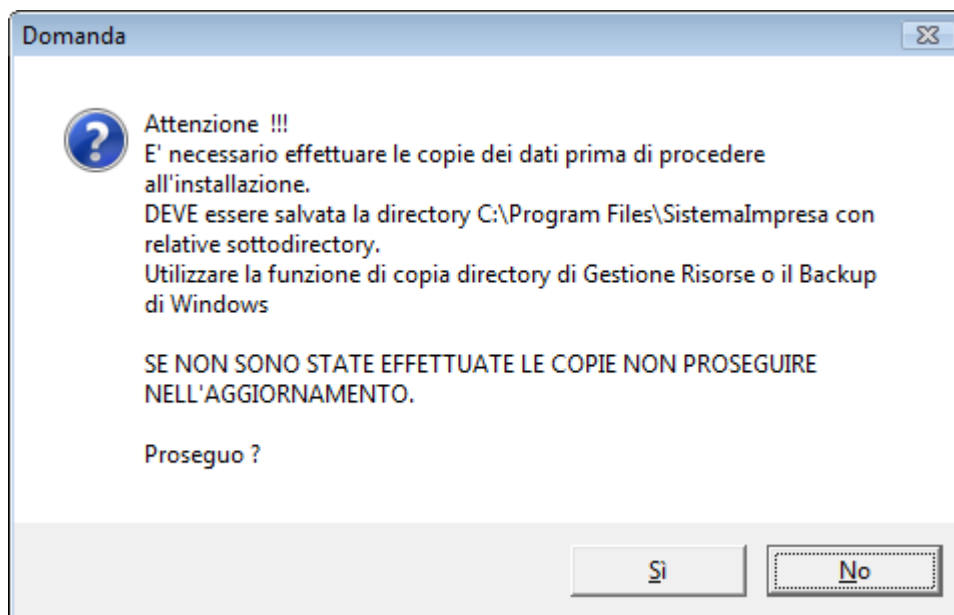 Domanda
Attenzione  !!!
E' necessario effettuare le copie dei dati prima di procedere
all'installazione.
DEVE essere salvata la directory C:\Program Files\SistemaImpresa con
relative sottodirectory.
Utilizzare la funzione di copia directory di Gestione Risorse o il Backup
di Windows
SE NON SONO STATE EFFETTUATE LE COPIE NON PROSEGUIRE
NELL'AGGIORNAMENTO.
Proseguo ?
Sì
No